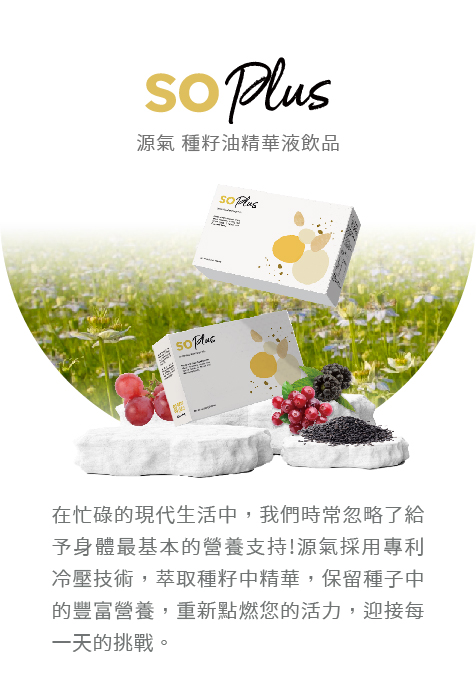 SO Plus
源氣 種籽油精華液飲品
SO Plus
SO Plus
在忙碌的現代生活中，我們時常忽略了給
予身體最基本的營養支持!源氣採用專利
冷壓技術，萃取種籽中精華，保留種子中
的豐富營養，重新點燃您的活力，迎接每
一天的挑戰。